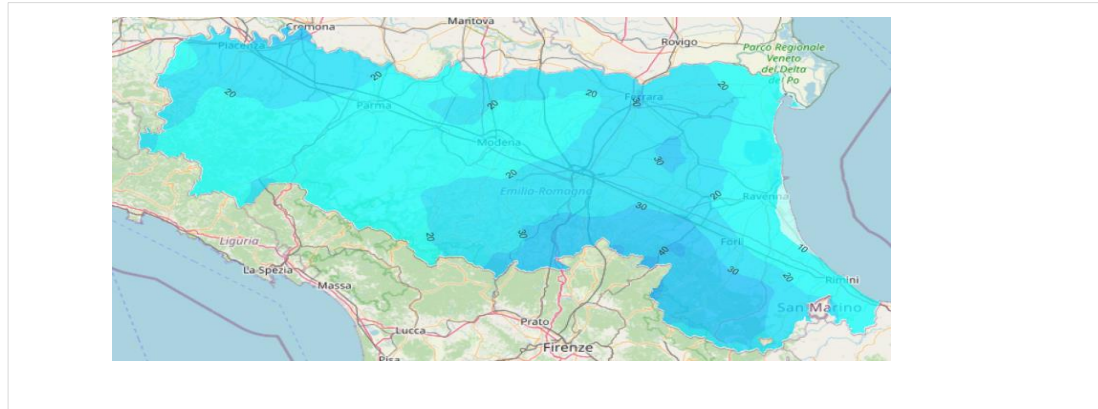 Cremona
Mantova
Piacenza
Rovigo
Parco Regionale
Veneto
del Delta
del Po
20
20
20
20
Ferrara
30
20
Parma
20
Modena
30
20
Emilia-Romagna
20
Ravenna
30
20
30
Forlì
10
Liguria
40
30
20
Rimini
La Spezia
Massa
San Marino
Prato
Lucca
Firenze
Pisa